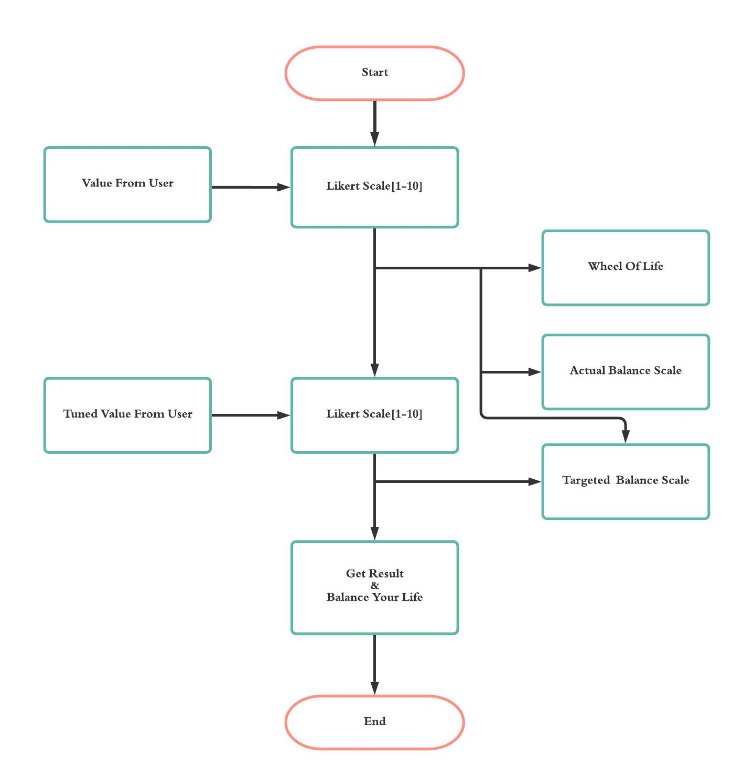 Start
Value From User
Likert Scale[1-10]
Wheel Of Life
Actual Balance Scale
Tuned Value From User
Likert Scale[1-10]
Targeted Balance Scale
Get Result
&
Balance Your Life
End